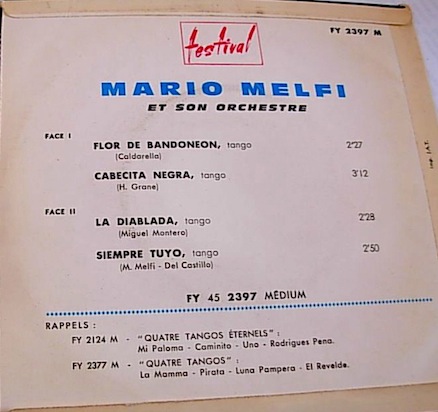 festival
FY 2397 M
MARIO MELFI
ET SON ORCHESTRE
FACE I
FLOR DE BANDONEON, tango 2'27
(Caldarella)
CABECITA NEGRA, tango 3'12
(H. Grane)
FACE II
LA DIABLADA, tango 2'28
(Miguel Montero)
SIEMPRE TUYO, tango 2'50
(M. Melfi - Del Castillo)
FY 45 2397 MÉDIUM
RAPPELS :
FY 2124 M - "QUATRE TANGOS ÉTERNELS" :
Mi Paloma - Caminito - Uno - Rodrigues Pena.
FY 2377 M - "QUATRE TANGOS" :
La Mamma - Pirata - Luna Pampera - El Revelde.